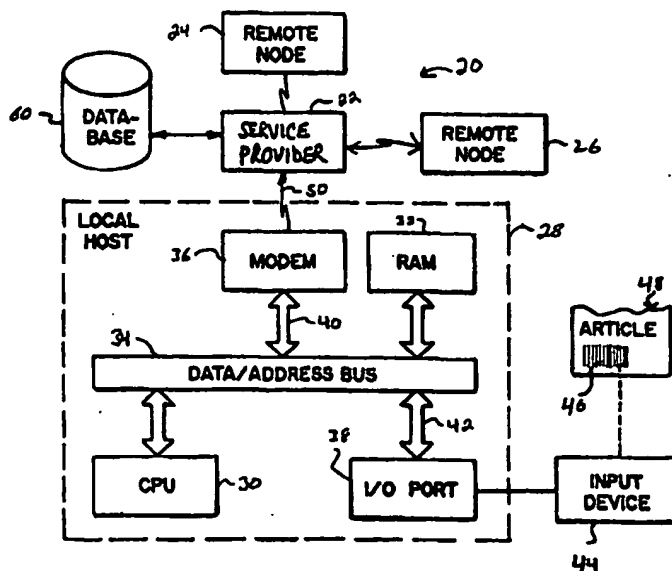 24
REMOTE
NODE
20
60
DATA-
BASE
22
SERVICE
PROVIDER
REMOTE
NODE
26
50
LOCAL
HOST
28
36
MODEM
RAM
48
ARTICLE
46
40
34
DATA/ADDRESS BUS
42
38
CPU
30
I/O PORT
INPUT
DEVICE
44